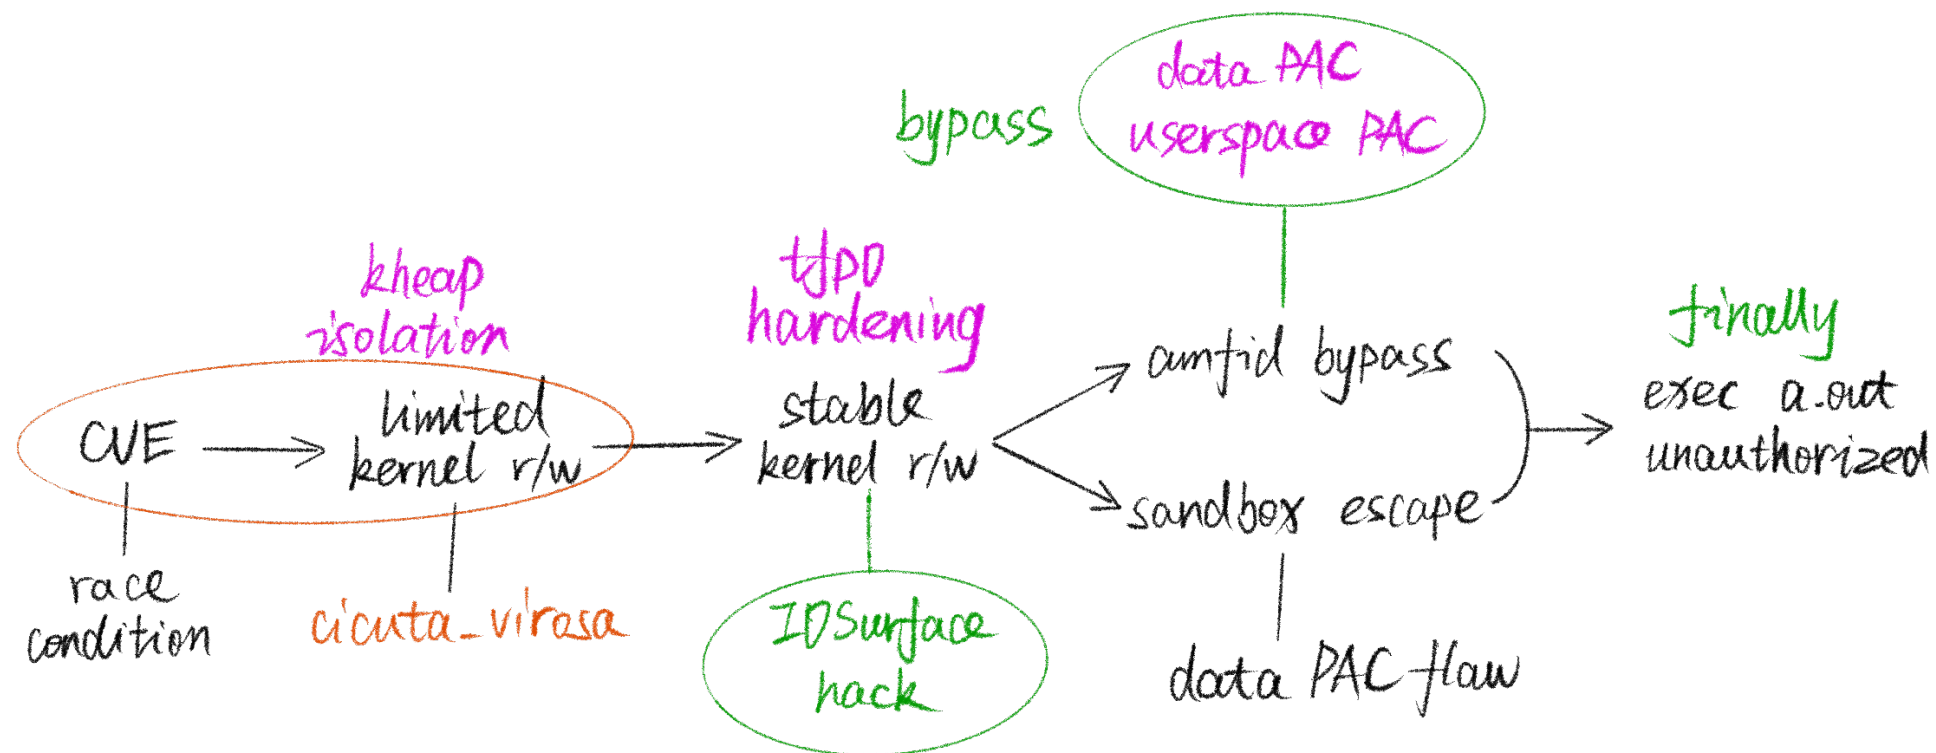 data PAC
userspace PAC
bypass
kheap
isolation
tfp0
hardening
finally
CVE
limited
kernel r/w
stable
kernel r/w
amfid bypass
sandbox escape
exec a.out
unauthorized
race
condition
cicuta_virosa
IOSurface
hack
data PAC flaw